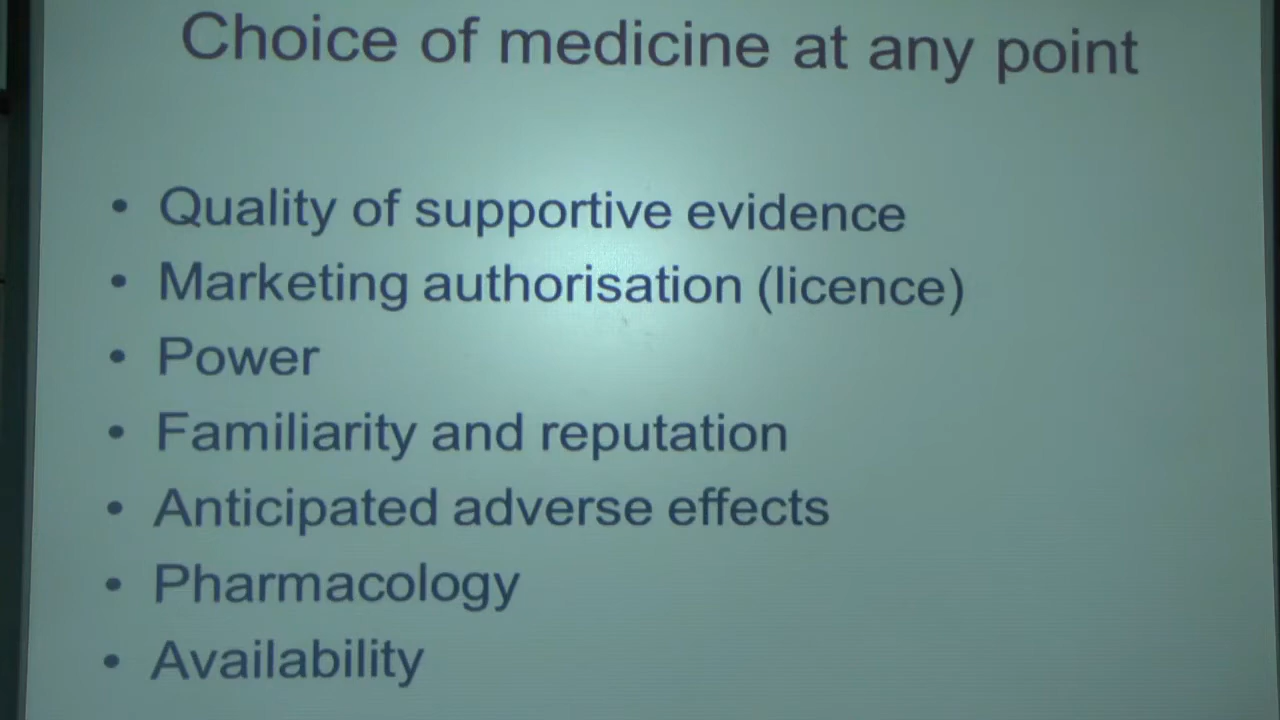 Choice of medicine at any point
• Quality of supportive evidence
• Marketing authorisation (licence)
• Power
• Familiarity and reputation
• Anticipated adverse effects
• Pharmacology
• Availability